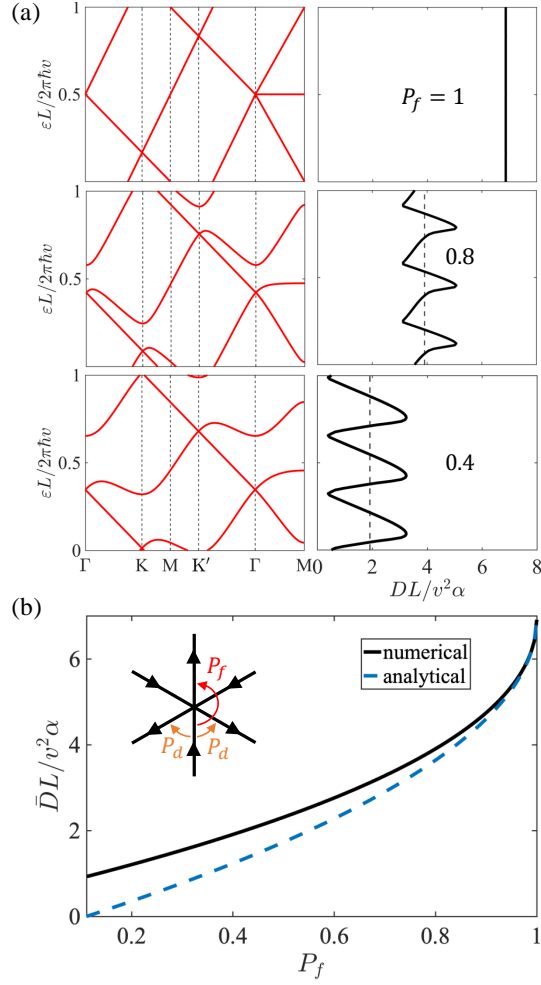 (a)
εL/2πħv
1
0.5
P_f = 1
εL/2πħv
1
0.5
0
0.8
εL/2πħv
1
0.5
0
0.4
Γ K M K′ Γ M 0 2 4 6 8
DL/v²α
(b)
D̄L/v²α
6
4
2
0
numerical
analytical
P_f
P_d P_d
0.2 0.4 0.6 0.8 1
P_f